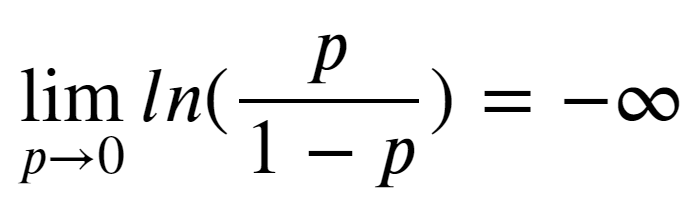 lim p→0 ln(p/(1 − p)) = −∞